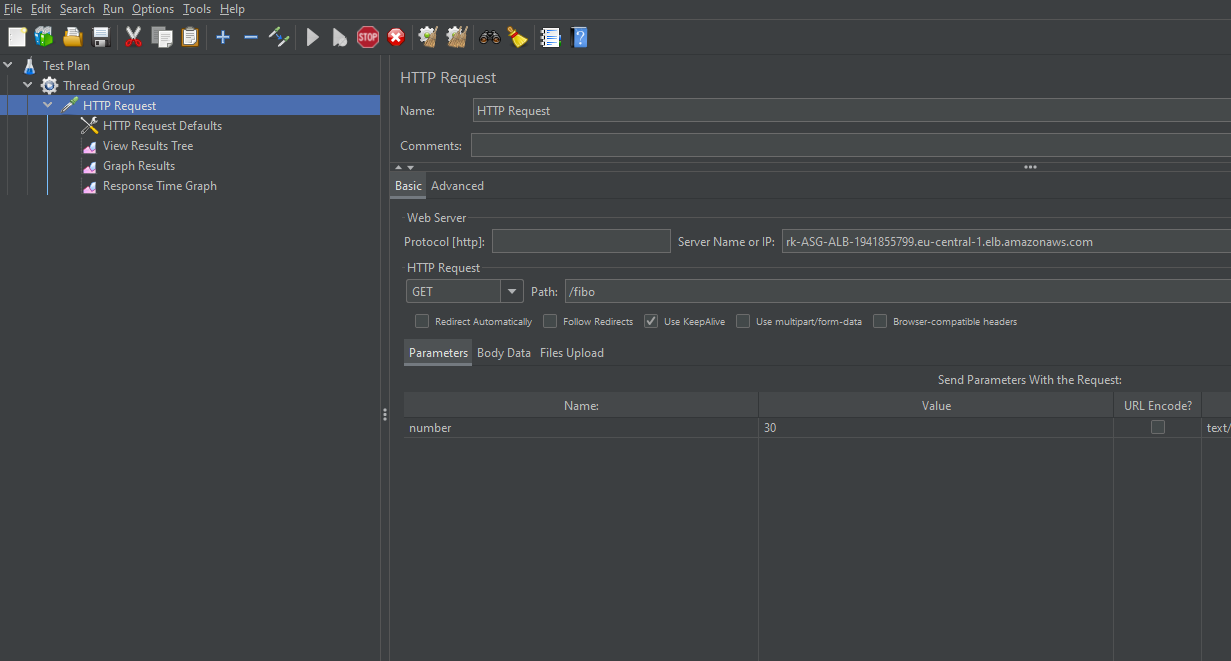 File Edit Search Run Options Tools Help
STOP
Test Plan
Thread Group
HTTP Request
HTTP Request Defaults
View Results Tree
Graph Results
Response Time Graph
HTTP Request
Name: HTTP Request
Comments:
Basic Advanced
Web Server
Protocol [http]: Server Name or IP: rk-ASG-ALB-1941855799.eu-central-1.elb.amazonaws.com
HTTP Request
GET Path: /fibo
Redirect Automatically Follow Redirects Use KeepAlive Use multipart/form-data Browser-compatible headers
Parameters Body Data Files Upload
Send Parameters With the Request:
Name: Value URL Encode?
number 30 text/